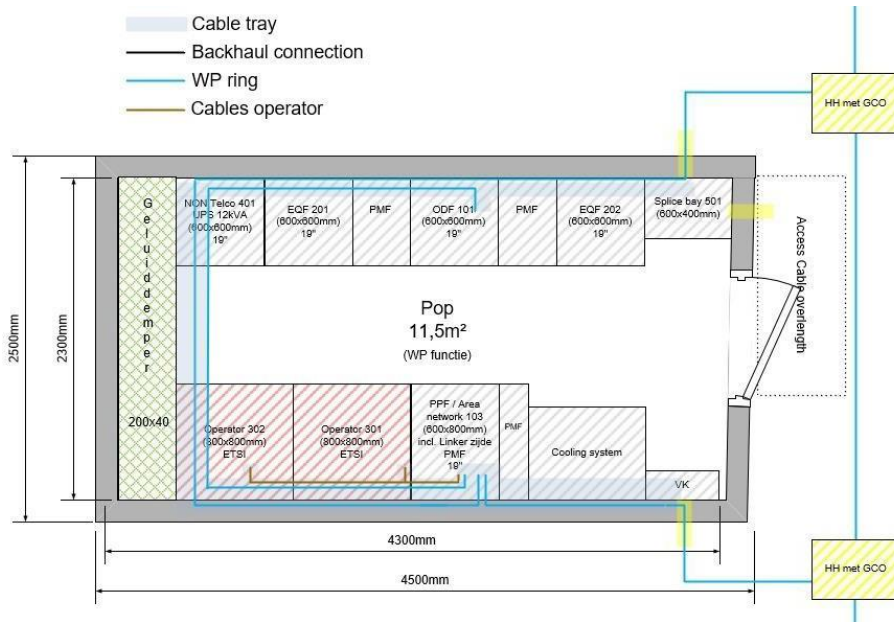 Cable tray
Backhaul connection
WP ring
Cables operator
HH met GCO
NON Telco 401
UPS 12kVA
(600x600mm)
19"
EQF 201
(600x600mm)
19"
PMF
ODF 101
(600x600mm)
19"
PMF
EQF 202
(600x600mm)
19"
Splice bay 501
(600x400mm)
Geluiddemper
200x40
Access Cable overlength
2500mm
2300mm
Pop
11,5m²
(WP functie)
Operator 302
(800x800mm)
ETSI
Operator 301
(800x800mm)
ETSI
PPF / Area
network 103
(600x800mm)
incl. Linker zijde
PMF
19"
PMF
Cooling system
VK
4300mm
4500mm
HH met GCO